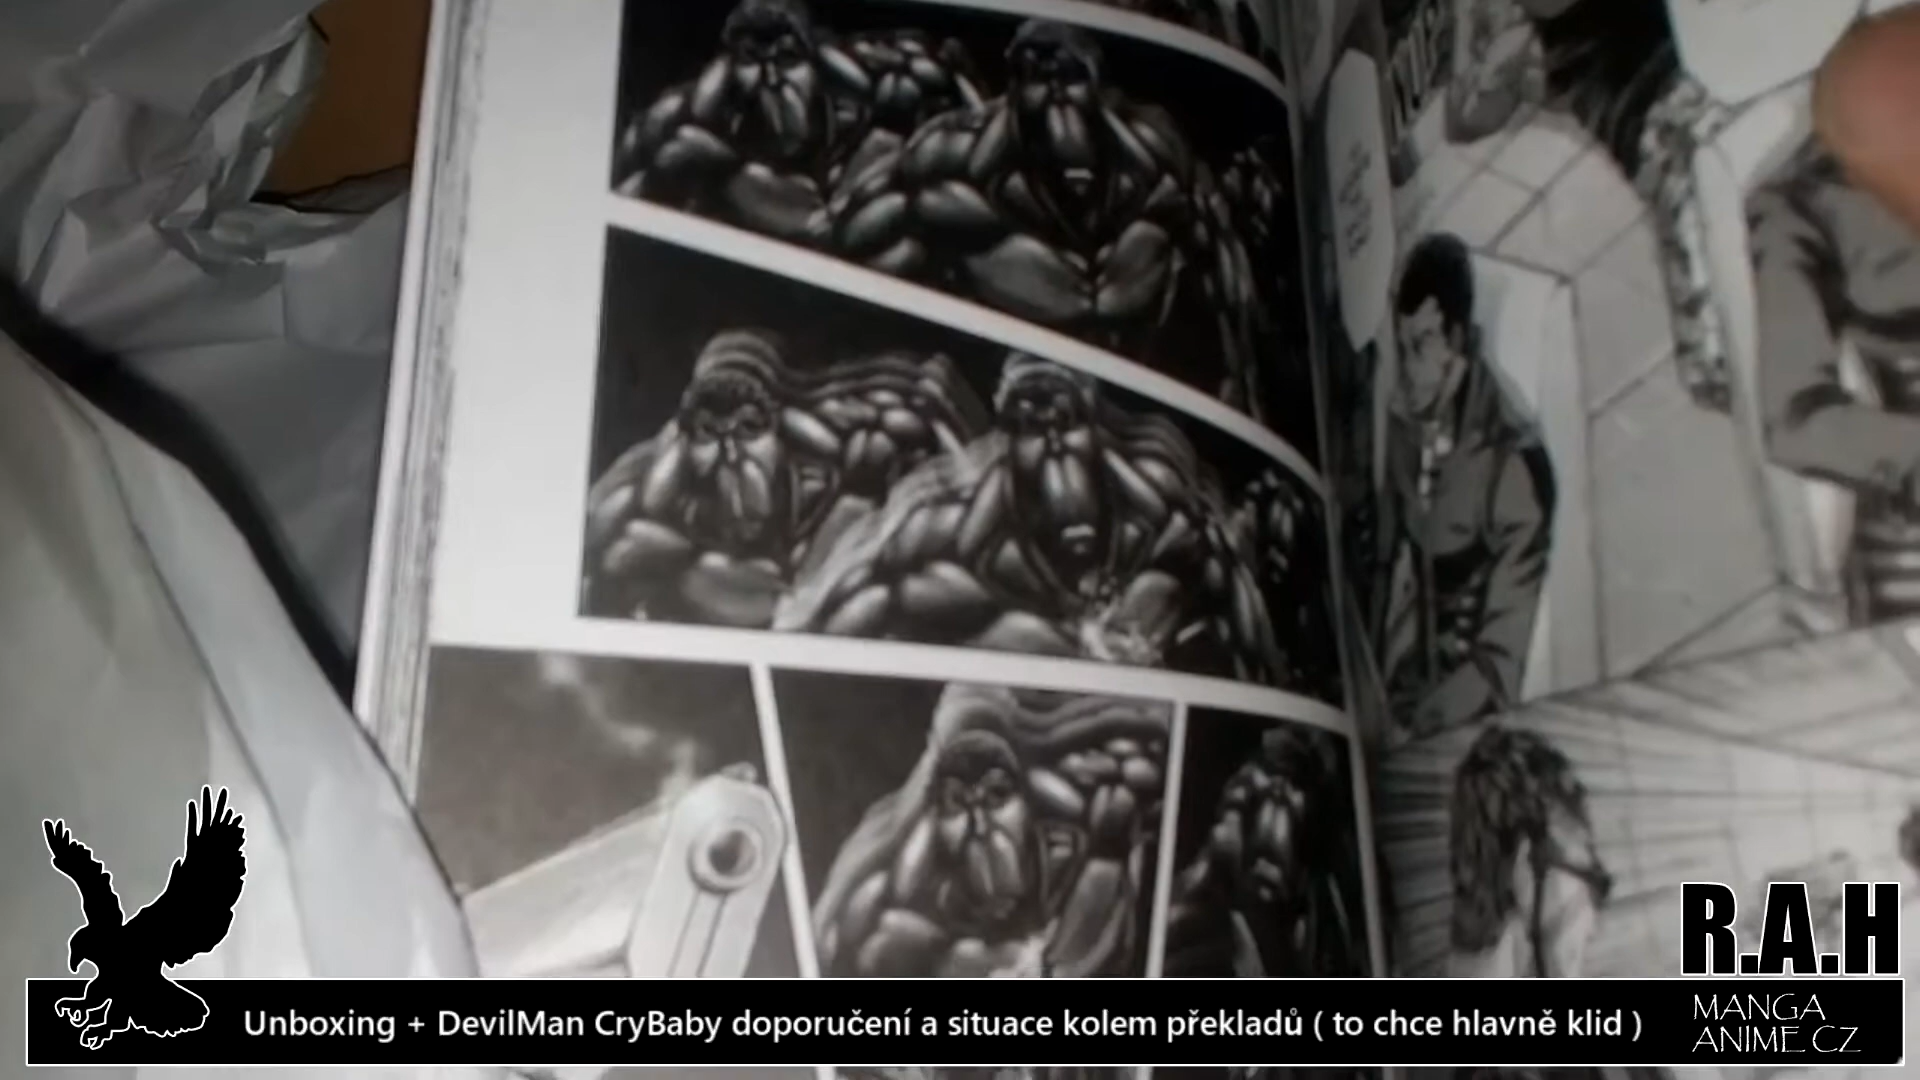 R.A.H
Unboxing + DevilMan CryBaby doporučení a situace kolem překladů ( to chce hlavně klid )
MANGA
ANIME.CZ